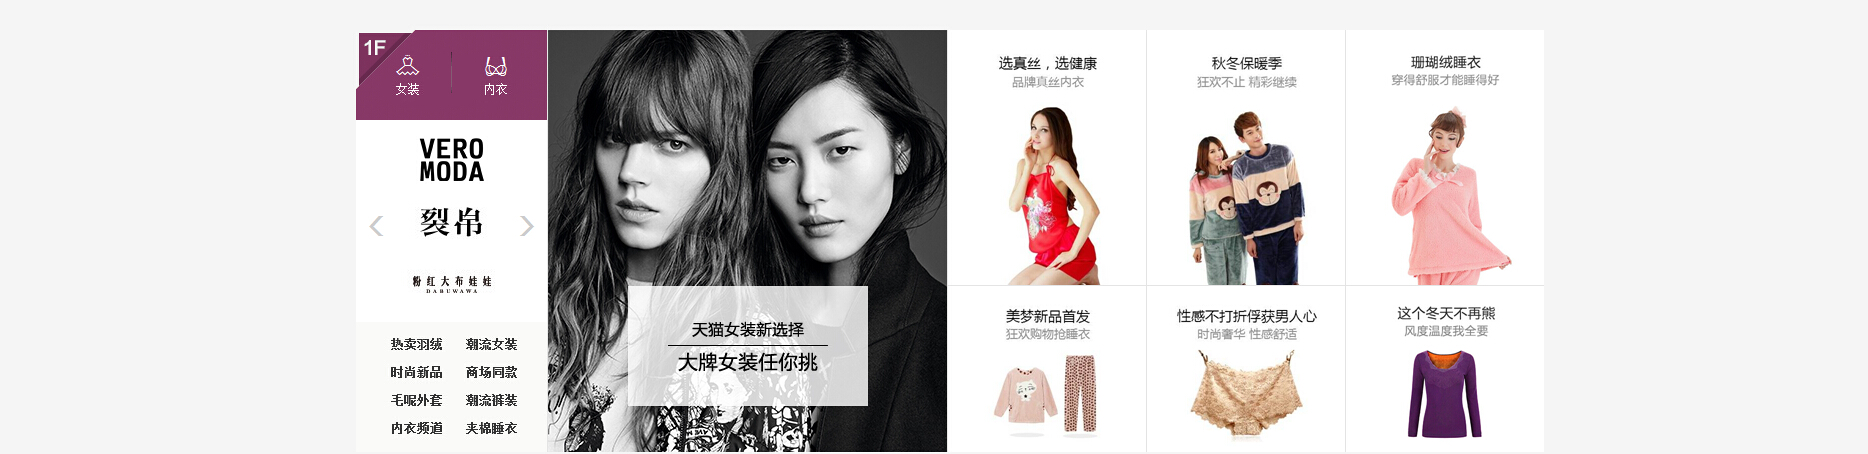 1F
女装
内衣
VERO
MODA
裂帛
粉红大布娃娃
DABUWAWA
热卖羽绒 潮流女装
时尚新品 商场同款
毛呢外套 潮流裤装
内衣频道 夹棉睡衣
天猫女装新选择
大牌女装任你挑
选真丝，选健康
品牌真丝内衣
秋冬保暖季
狂欢不止 精彩继续
珊瑚绒睡衣
穿得舒服才能睡得好
美梦新品首发
狂欢购物抢睡衣
性感不打折俘获男人心
时尚奢华 性感舒适
这个冬天不再熊
风度温度我全要